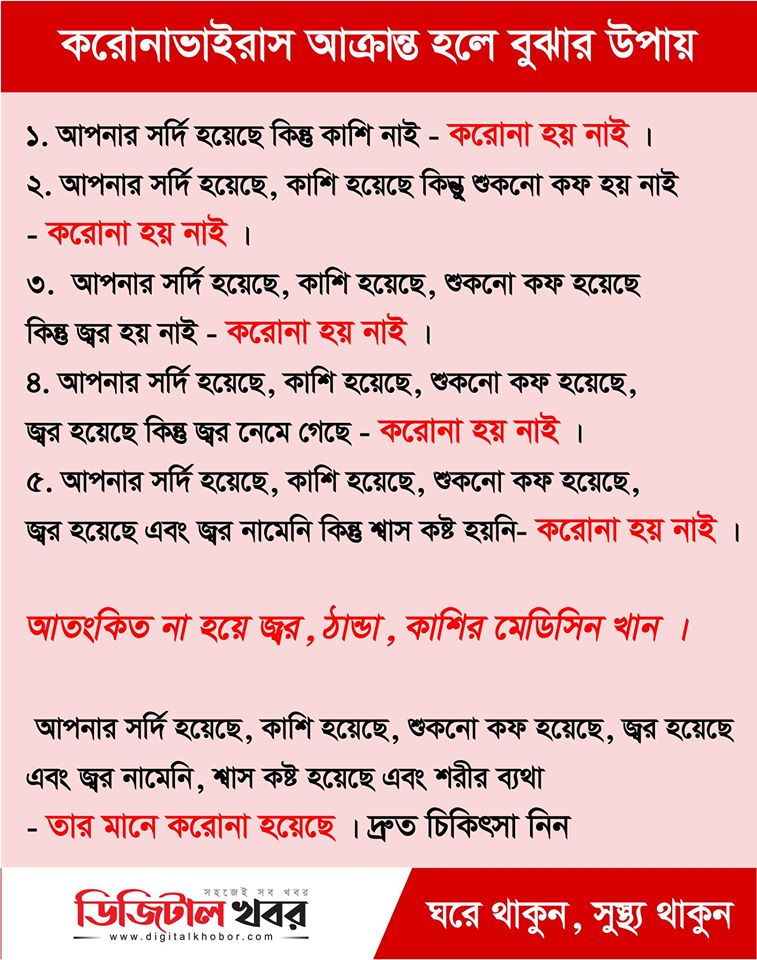 করোনাভাইরাস আক্রান্ত হলে বুঝার উপায়
১. আপনার সর্দি হয়েছে কিন্তু কাশি নাই - করোনা হয় নাই ।
২. আপনার সর্দি হয়েছে, কাশি হয়েছে কিন্তু শুকনো কফ হয় নাই
- করোনা হয় নাই ।
৩. আপনার সর্দি হয়েছে, কাশি হয়েছে, শুকনো কফ হয়েছে
কিন্তু জ্বর হয় নাই - করোনা হয় নাই ।
৪. আপনার সর্দি হয়েছে, কাশি হয়েছে, শুকনো কফ হয়েছে,
জ্বর হয়েছে কিন্তু জ্বর নেমে গেছে - করোনা হয় নাই ।
৫. আপনার সর্দি হয়েছে, কাশি হয়েছে, শুকনো কফ হয়েছে,
জ্বর হয়েছে এবং জ্বর নামেনি কিন্তু শ্বাস কষ্ট হয়নি- করোনা হয় নাই ।
আতংকিত না হয়ে জ্বর, ঠান্ডা, কাশির মেডিসিন খান ।
আপনার সর্দি হয়েছে, কাশি হয়েছে, শুকনো কফ হয়েছে, জ্বর হয়েছে
এবং জ্বর নামেনি, শ্বাস কষ্ট হয়েছে এবং শরীর ব্যথা
- তার মানে করোনা হয়েছে । দ্রুত চিকিৎসা নিন
সহজেই সব খবর
ডিজিটাল খবর
www.digitalkhobor.com
ঘরে থাকুন, সুস্থ্য থাকুন